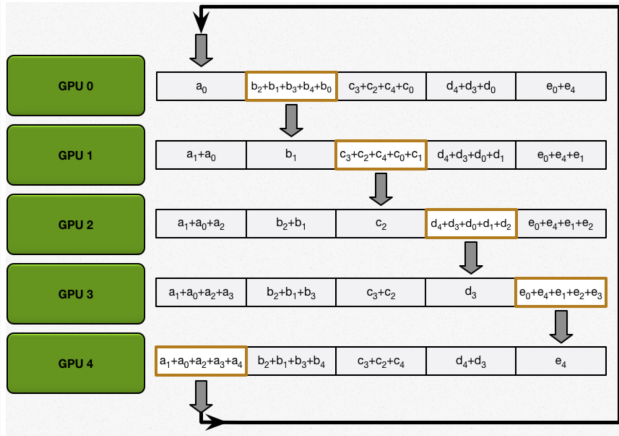 GPU 0 a₀ b₂+b₁+b₃+b₄+b₀ c₃+c₂+c₄+c₀ d₄+d₃+d₀ e₀+e₄
GPU 1 a₁+a₀ b₁ c₃+c₂+c₄+c₀+c₁ d₄+d₃+d₀+d₁ e₀+e₄+e₁
GPU 2 a₁+a₀+a₂ b₂+b₁ c₂ d₄+d₃+d₀+d₁+d₂ e₀+e₄+e₁+e₂
GPU 3 a₁+a₀+a₂+a₃ b₂+b₁+b₃ c₃+c₂ d₃ e₀+e₄+e₁+e₂+e₃
GPU 4 a₁+a₀+a₂+a₃+a₄ b₂+b₁+b₃+b₄ c₃+c₂+c₄ d₄+d₃ e₄